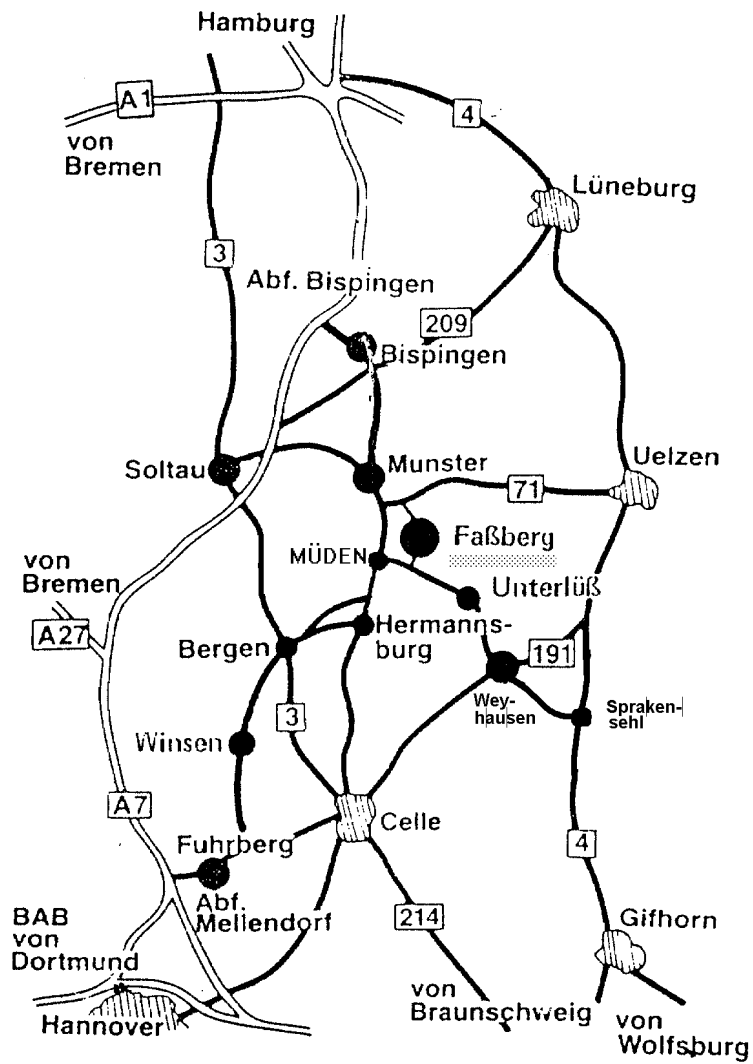 Hamburg
A1
4
von
Bremen
Lüneburg
3
Abf. Bispingen
209
Bispingen
Soltau
Munster
Uelzen
71
Faßberg
von
Bremen
MÜDEN
Unterlüß
A27
Hermanns-
burg
Bergen
191
Wey-
hausen
Spraken-
sehl
3
Winsen
A7
Celle
Fuhrberg
4
Abf.
Mellendorf
BAB
von
Dortmund
214
Gifhorn
Hannover
von
Braunschweig
von
Wolfsburg